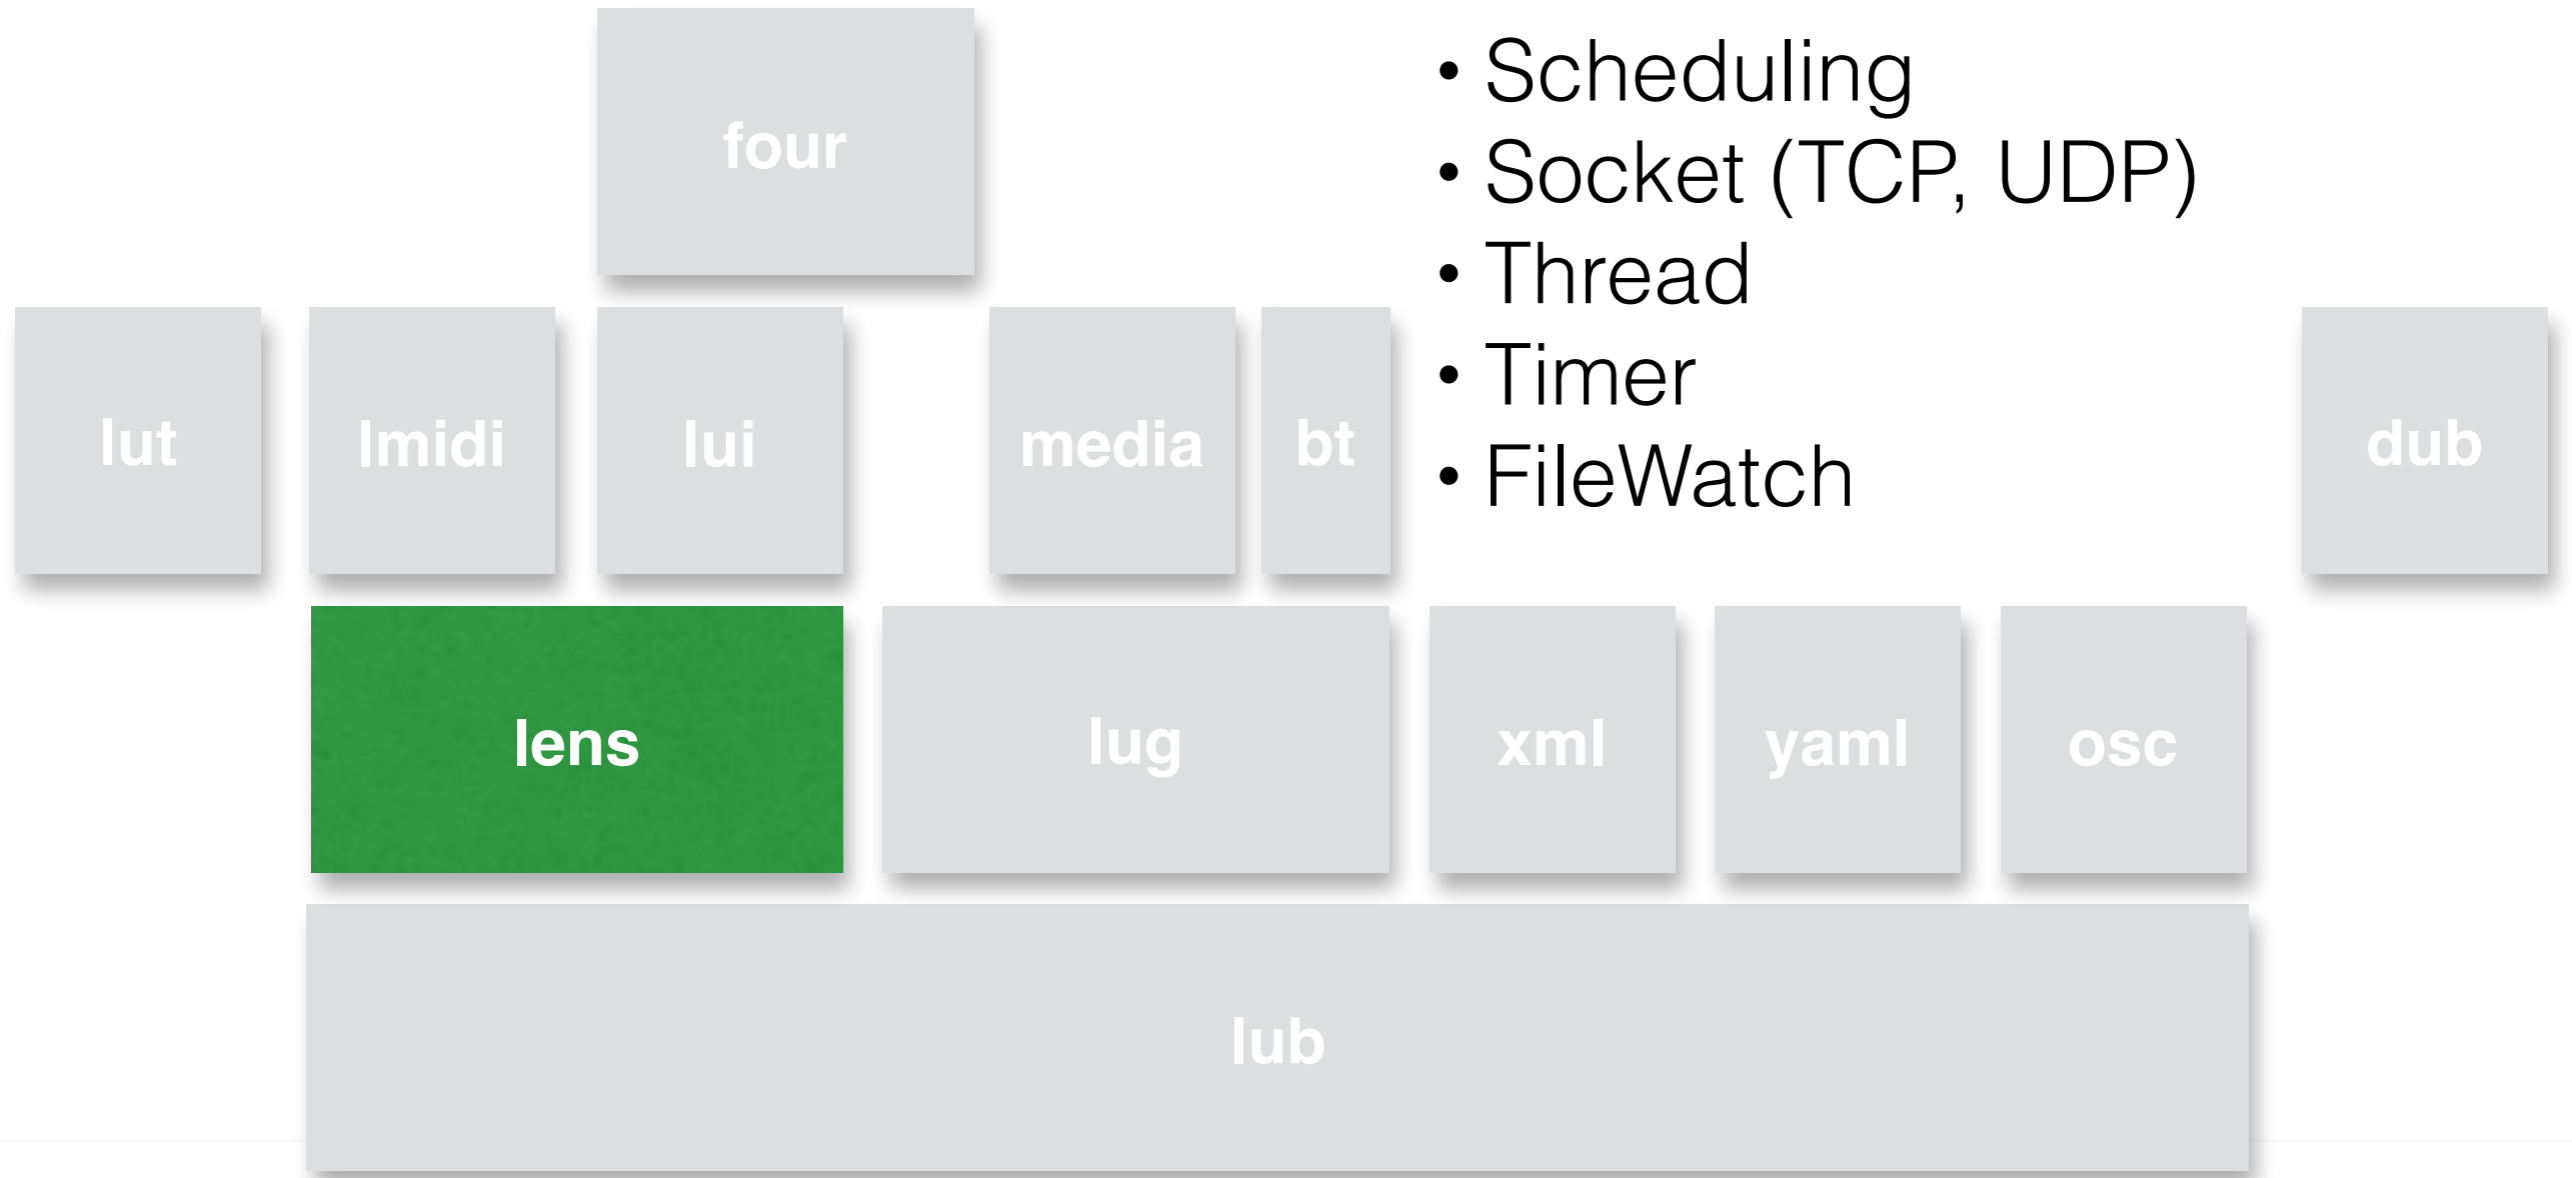 four
• Scheduling
• Socket (TCP, UDP)
• Thread
• Timer
• FileWatch
lut
lmidi
lui
media
bt
dub
lens
lug
xml
yaml
osc
lub